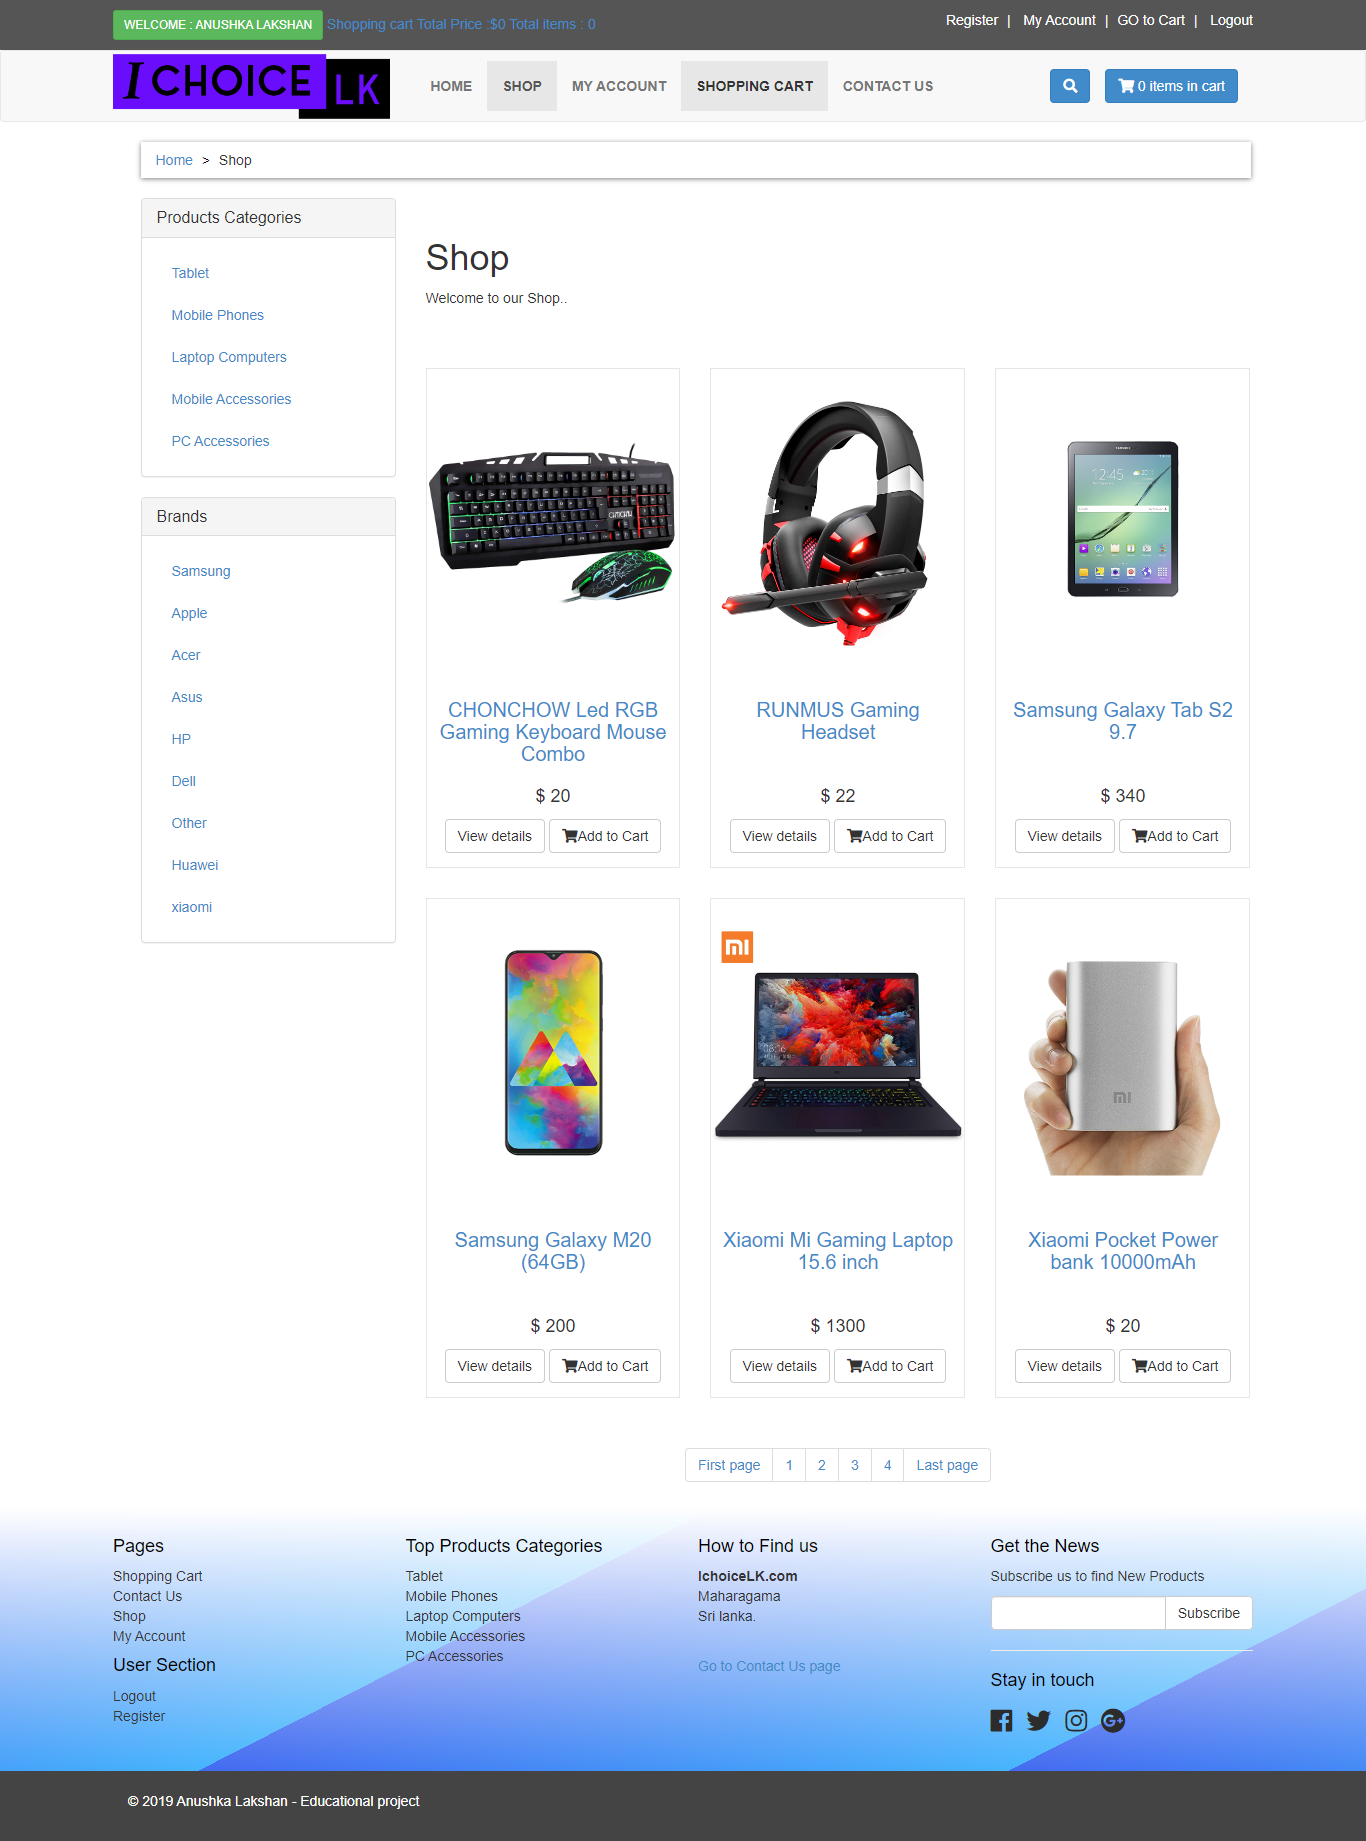 WELCOME : ANUSHKA LAKSHAN Shopping cart Total Price :$0 Total items : 0
Register | My Account | GO to Cart | Logout
I CHOICE LK
HOME SHOP MY ACCOUNT SHOPPING CART CONTACT US
0 items in cart
Home > Shop
Products Categories
Tablet
Mobile Phones
Laptop Computers
Mobile Accessories
PC Accessories
Brands
Samsung
Apple
Acer
Asus
HP
Dell
Other
Huawei
xiaomi
Shop
Welcome to our Shop..
CHONCHOW Led RGB
Gaming Keyboard Mouse
Combo
$ 20
View details Add to Cart
RUNMUS Gaming
Headset
$ 22
View details Add to Cart
SAMSUNG
12:45
Samsung Galaxy Tab S2
9.7
$ 340
View details Add to Cart
Samsung Galaxy M20
(64GB)
$ 200
View details Add to Cart
mi
08:16
Xiaomi Mi Gaming Laptop
15.6 inch
$ 1300
View details Add to Cart
mi
Xiaomi Pocket Power
bank 10000mAh
$ 20
View details Add to Cart
First page 1 2 3 4 Last page
Pages
Shopping Cart
Contact Us
Shop
My Account
User Section
Logout
Register
Top Products Categories
Tablet
Mobile Phones
Laptop Computers
Mobile Accessories
PC Accessories
How to Find us
IchoiceLK.com
Maharagama
Sri lanka.
Go to Contact Us page
Get the News
Subscribe us to find New Products
Subscribe
Stay in touch
G+
© 2019 Anushka Lakshan - Educational project